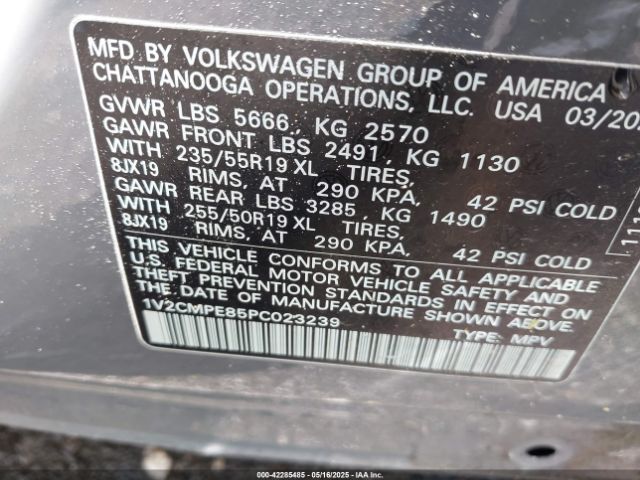 MFD. BY VOLKSWAGEN GROUP OF AMERICA
CHATTANOOGA OPERATIONS, LLC. USA 03/20
GVWR LBS 5666, KG 2570
GAWR FRONT LBS 2491, KG 1130
WITH 235/55R19 XL TIRES,
8JX19 RIMS, AT 290 KPA, 42 PSI COLD
GAWR REAR LBS 3285, KG 1490
WITH 255/50R19 XL TIRES,
8JX19 RIMS, AT 290 KPA, 42 PSI COLD
THIS VEHICLE CONFORMS TO ALL APPLICABLE
U.S. FEDERAL MOTOR VEHICLE SAFETY AND
THEFT PREVENTION STANDARDS IN EFFECT ON
THE DATE OF MANUFACTURE SHOWN ABOVE.
1V2CMPE85PC023239 TYPE: MPV
000-42285485 - 05/16/2025 - IAAI.COM